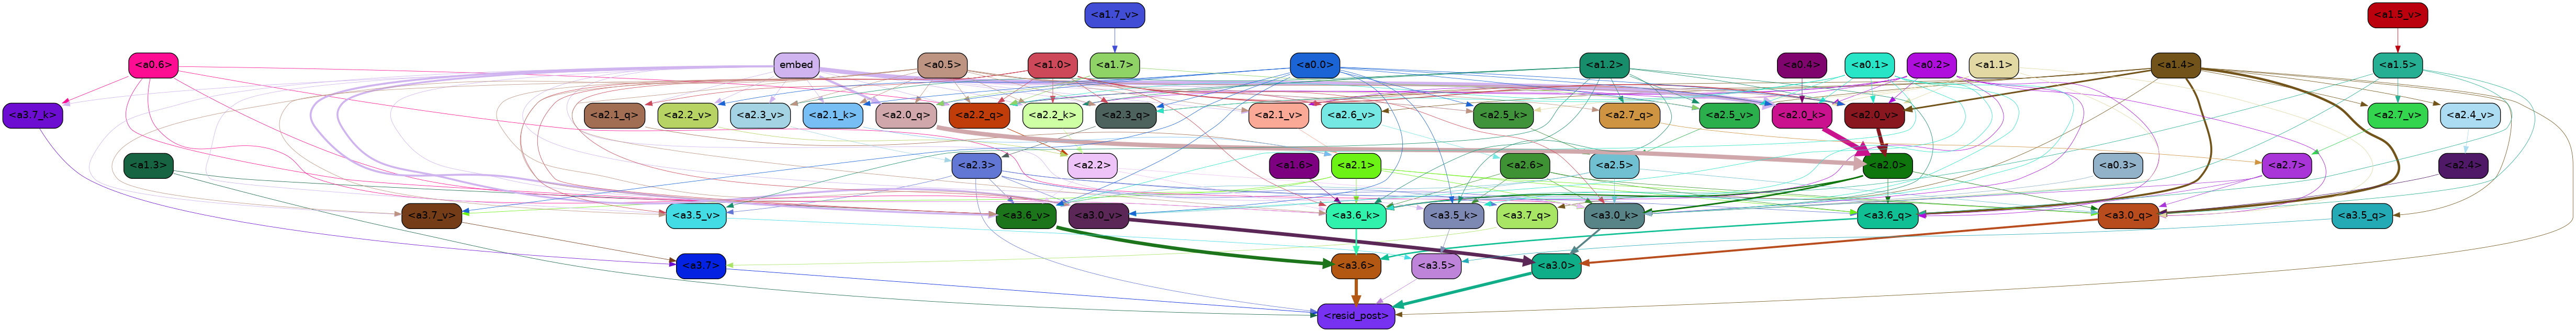 <a1.7_v> <a1.5_v>
<a0.6> embed <a0.5> <a1.0> <a1.7> <a0.0> <a1.2> <a0.4> <a0.1> <a0.2> <a1.1> <a1.4> <a1.5>
<a3.7_k> <a2.1_q> <a2.2_v> <a2.3_v> <a2.1_k> <a2.0_q> <a2.2_q> <a2.2_k> <a2.3_q> <a2.1_v> <a2.6_v> <a2.5_k> <a2.7_q> <a2.5_v> <a2.0_k> <a2.0_v> <a2.7_v> <a2.4_v>
<a1.3> <a2.3> <a2.2> <a1.6> <a2.1> <a2.6> <a2.5> <a2.0> <a0.3> <a2.7> <a2.4>
<a3.7_v> <a3.5_v> <a3.6_v> <a3.0_v> <a3.6_k> <a3.5_k> <a3.7_q> <a3.0_k> <a3.6_q> <a3.0_q> <a3.5_q>
<a3.7> <a3.6> <a3.5> <a3.0>
<resid_post>